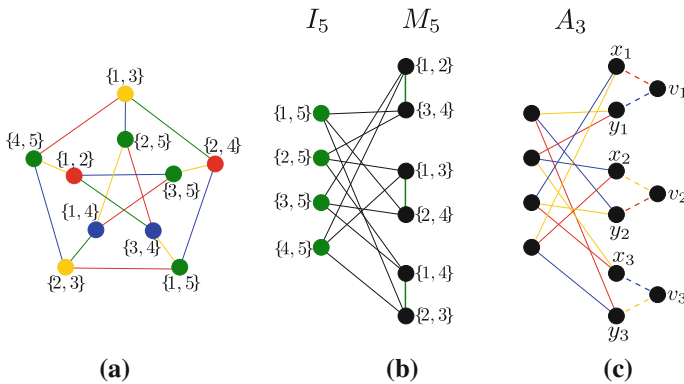 I₅ M₅ A₃
{1, 3}
{4, 5} {2, 5} {2, 4}
{1, 2} {3, 5}
{1, 4} {3, 4}
{2, 3} {1, 5}
(a)
{1, 2}
{1, 5} {3, 4}
{2, 5} {1, 3}
{3, 5} {2, 4}
{4, 5} {1, 4}
{2, 3}
(b)
x₁
v₁
y₁
x₂
v₂
y₂
x₃
v₃
y₃
(c)